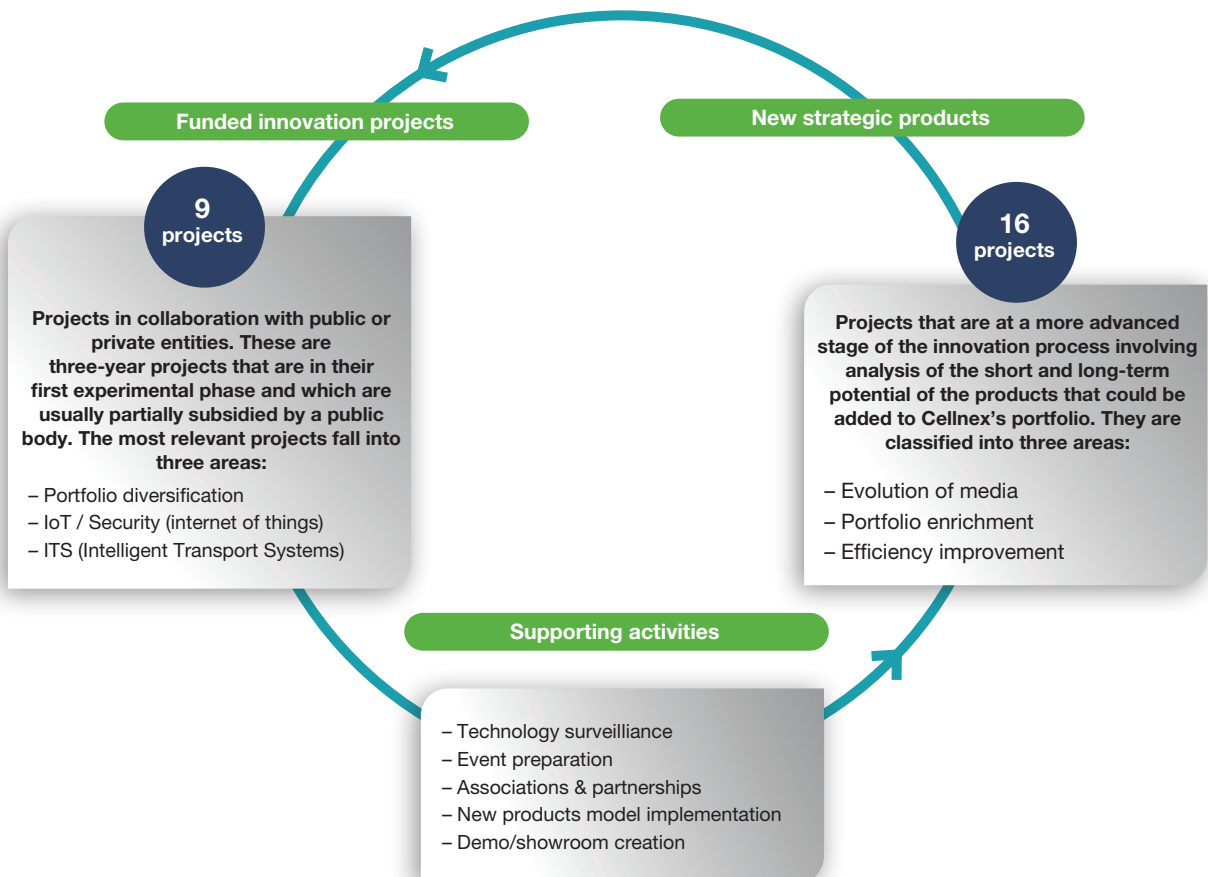 Funded innovation projects
New strategic products
9
projects
Projects in collaboration with public or
private entities. These are
three-year projects that are in their
first experimental phase and which are
usually partially subsidied by a public
body. The most relevant projects fall into
three areas:
– Portfolio diversification
– IoT / Security (internet of things)
– ITS (Intelligent Transport Systems)
16
projects
Projects that are at a more advanced
stage of the innovation process involving
analysis of the short and long-term
potential of the products that could be
added to Cellnex's portfolio. They are
classified into three areas:
– Evolution of media
– Portfolio enrichment
– Efficiency improvement
Supporting activities
– Technology surveilliance
– Event preparation
– Associations & partnerships
– New products model implementation
– Demo/showroom creation